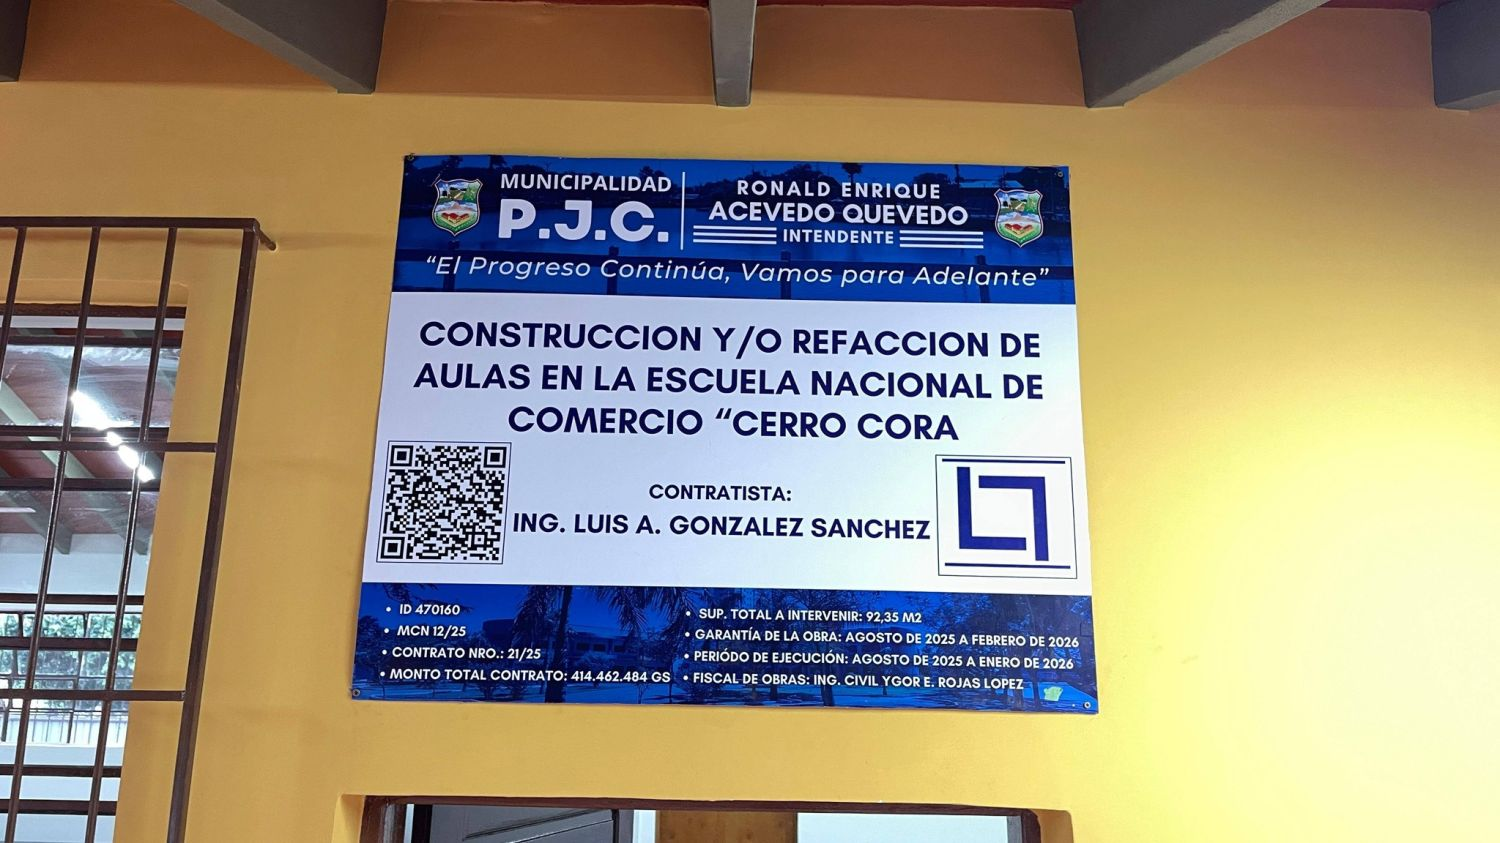 MUNICIPALIDAD
P.J.C.
RONALD ENRIQUE
ACEVEDO QUEVEDO
INTENDENTE
“El Progreso Continúa, Vamos para Adelante”
CONSTRUCCION Y/O REFACCION DE
AULAS EN LA ESCUELA NACIONAL DE
COMERCIO “CERRO CORA
CONTRATISTA:
ING. LUIS A. GONZALEZ SANCHEZ
• ID 470160
• MCN 12/25
• CONTRATO NRO.: 21/25
• MONTO TOTAL CONTRATO: 414.462.484 GS
• SUP. TOTAL A INTERVENIR: 92,35 M2
• GARANTÍA DE LA OBRA: AGOSTO DE 2025 A FEBRERO DE 2026
• PERIÓDO DE EJECUCIÓN: AGOSTO DE 2025 A ENERO DE 2026
• FISCAL DE OBRAS: ING. CIVIL YGOR E. ROJAS LOPEZ